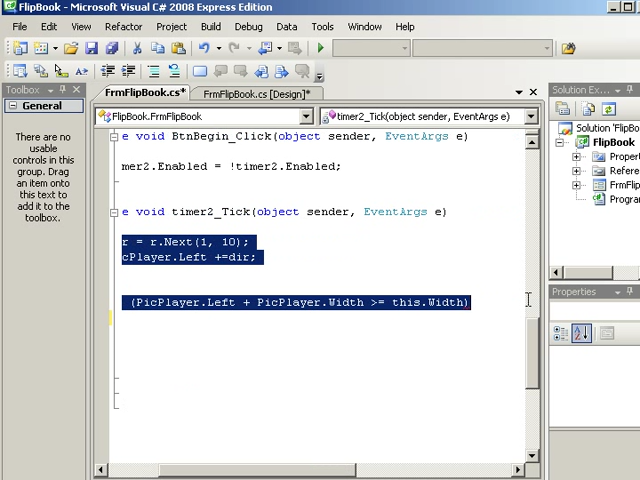 FlipBook - Microsoft Visual C# 2008 Express Edition
File Edit View Refactor Project Build Debug Data Tools Window Help
Toolbox
General
There are no
usable
controls in this
group. Drag
an item onto
this text to
add it to the
toolbox.
FrmFlipBook.cs* FrmFlipBook.cs [Design]*
FlipBook.FrmFlipBook timer2_Tick(object sender, EventArgs e)
e void BtnBegin_Click(object sender, EventArgs e)
mer2.Enabled = !timer2.Enabled;
e void timer2_Tick(object sender, EventArgs e)
r = r.Next(1, 10);
cPlayer.Left +=dir;
(PicPlayer.Left + PicPlayer.Width >= this.Width)
Solution Ex...
Solution 'FlipBo
FlipBook
Proper
Refere
FrmFlip
Progra
Properties